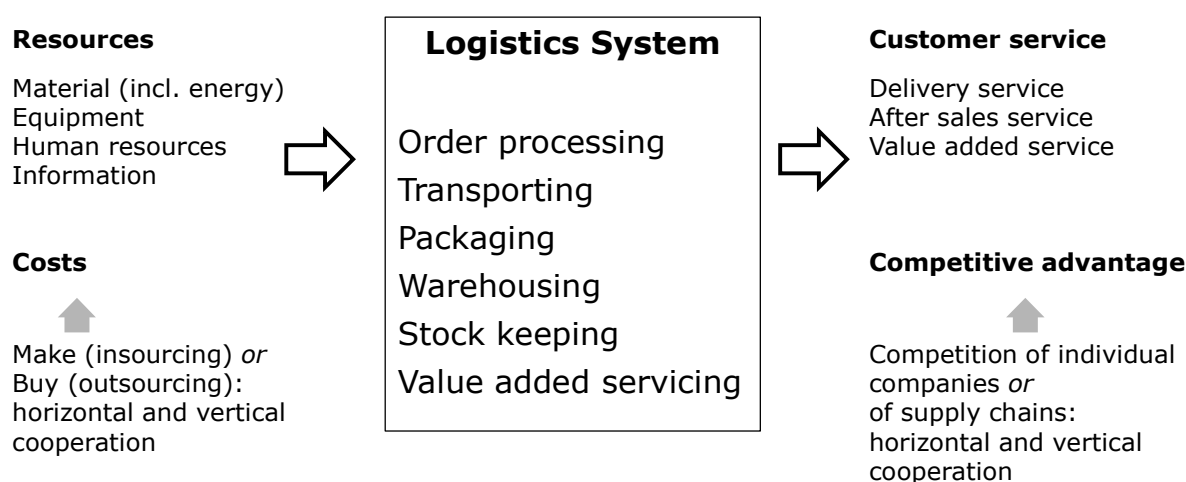 Resources
Material (incl. energy)
Equipment
Human resources
Information
Costs
Make (insourcing) or
Buy (outsourcing):
horizontal and vertical
cooperation
Logistics System
Order processing
Transporting
Packaging
Warehousing
Stock keeping
Value added servicing
Customer service
Delivery service
After sales service
Value added service
Competitive advantage
Competition of individual
companies or
of supply chains:
horizontal and vertical
cooperation